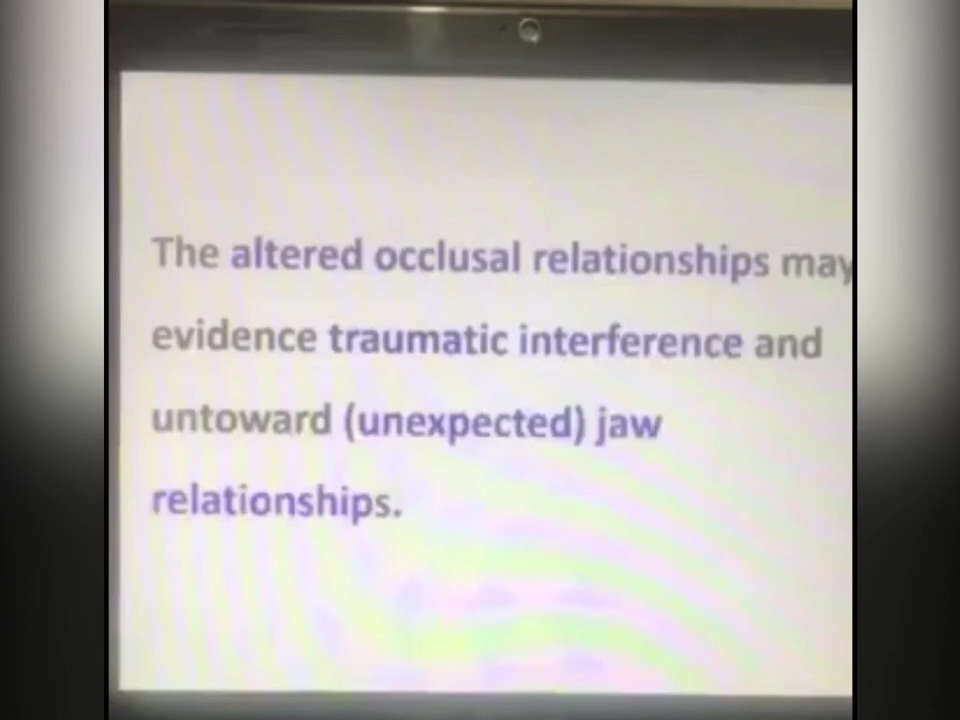 The altered occlusal relationships may
evidence traumatic interference and
untoward (unexpected) jaw
relationships.